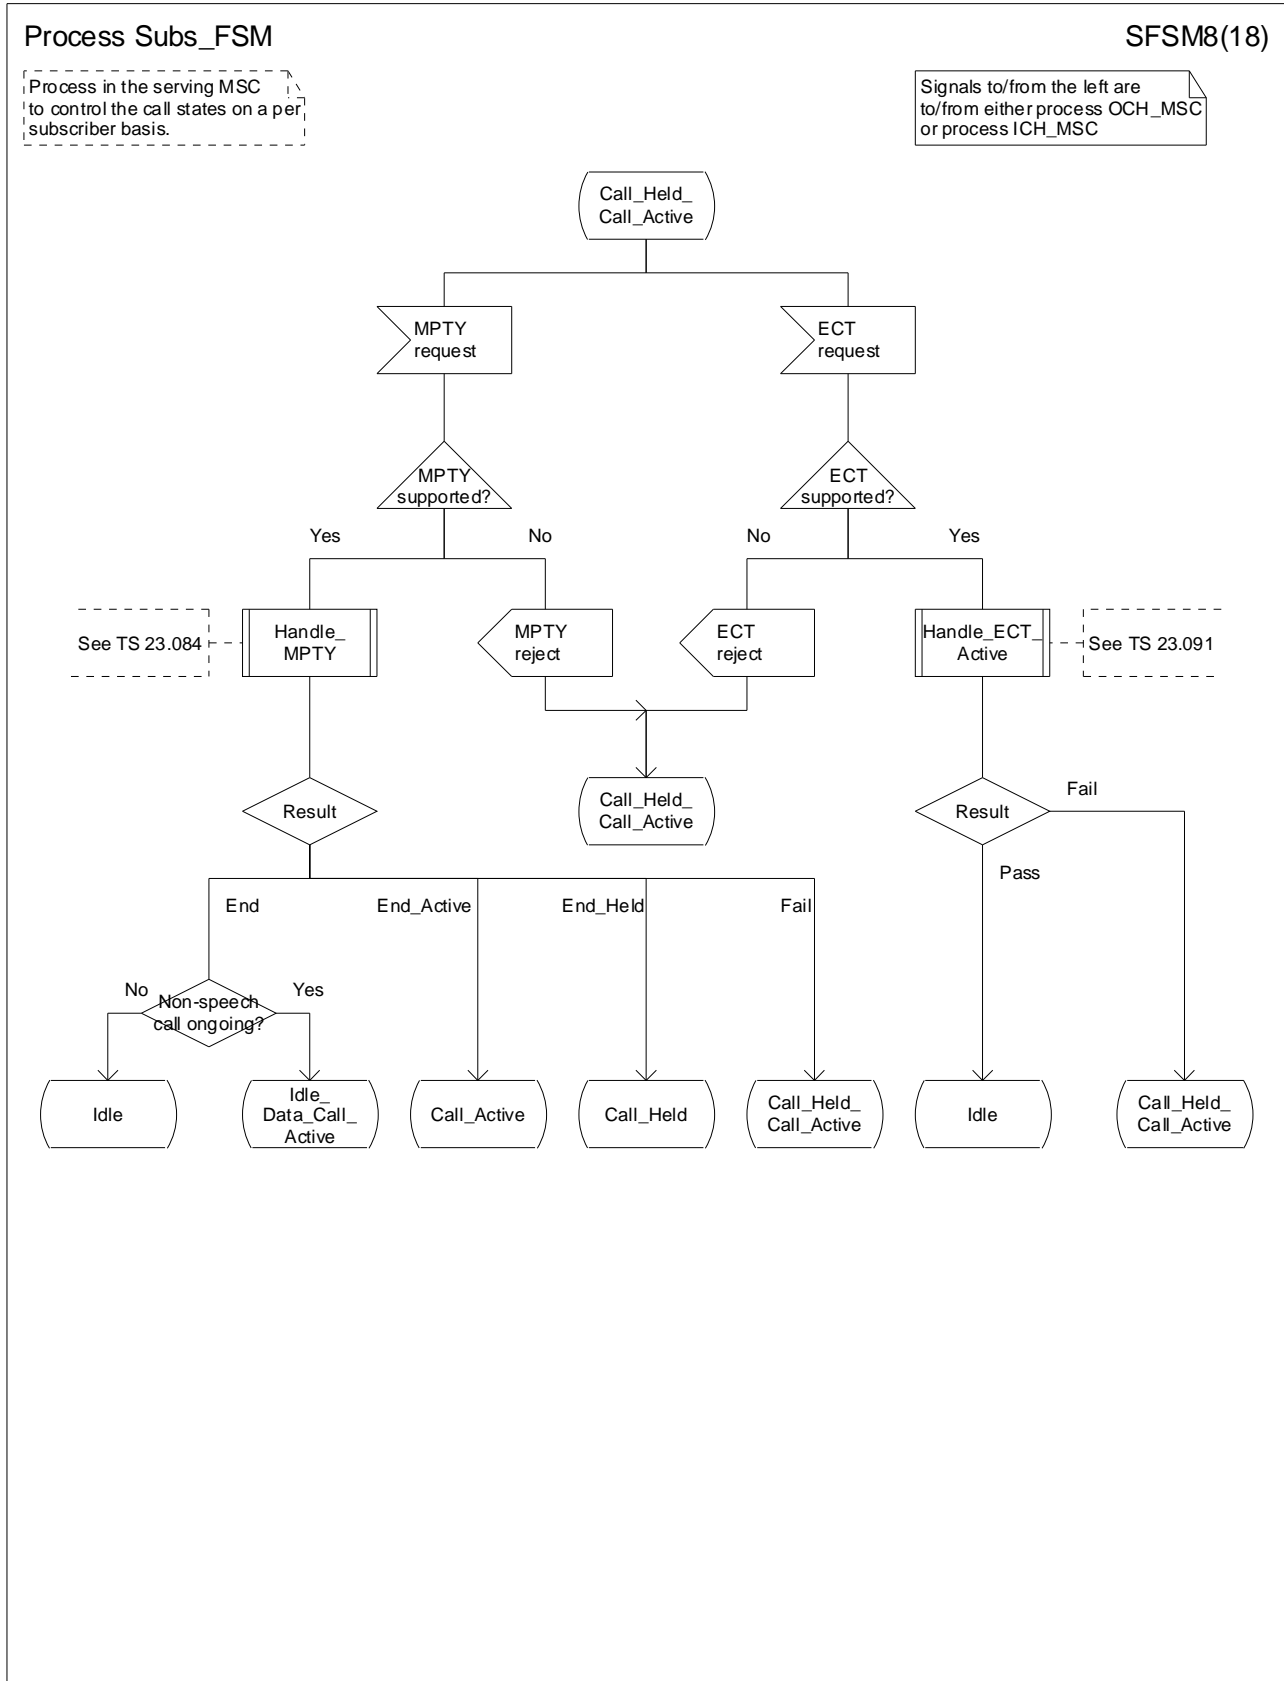 Process Subs_FSM
SFSM8(18)
Process in the serving MSC
to control the call states on a per
subscriber basis.
Signals to/from the left are
to/from either process OCH_MSC
or process ICH_MSC
Call_Held_
Call_Active
MPTY
request
ECT
request
MPTY
supported?
ECT
supported?
Yes
No
No
Yes
See TS 23.084
Handle_
MPTY
MPTY
reject
ECT
reject
Handle_ECT_
Active
See TS 23.091
Result
Call_Held_
Call_Active
Result
Fail
Pass
End
End_Active
End_Held
Fail
No
Non-speech
call ongoing?
Yes
Idle
Idle_
Data_Call_
Active
Call_Active
Call_Held
Call_Held_
Call_Active
Idle
Call_Held_
Call_Active